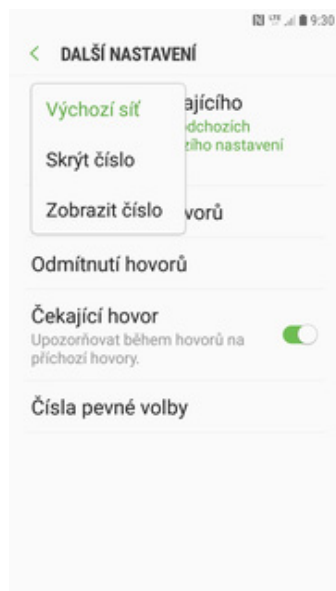 LTE 9:30
DALŠÍ NASTAVENÍ
Výchozí síť
ajícího
odchozích
zího nastavení
Skrýt číslo
Zobrazit číslo
vorů
Odmítnutí hovorů
Čekající hovor
Upozorňovat během hovorů na
příchozí hovory.
Čísla pevné volby